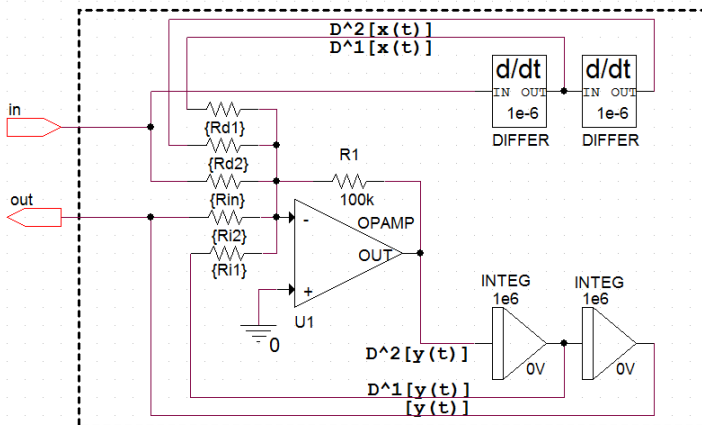 D^2[x(t)]
D^1[x(t)]
d/dt
d/dt
IN OUT
IN OUT
1e-6
1e-6
DIFFER
DIFFER
in
{Rd1}
{Rd2}
R1
100k
out
{Rin}
{Ri2}
{Ri1}
-
OPAMP
OUT
+
U1
0
INTEG
1e6
INTEG
1e6
0V
0V
D^2[y(t)]
D^1[y(t)]
[y(t)]